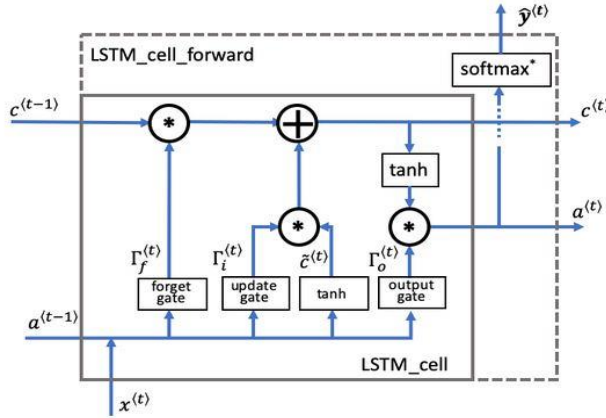 ŷ⟨t⟩
LSTM_cell_forward
softmax*
c⟨t−1⟩
*
+
c⟨t⟩
tanh
Γf⟨t⟩
Γi⟨t⟩
*
c̃⟨t⟩
Γo⟨t⟩
*
a⟨t⟩
forget gate
update gate
tanh
output gate
a⟨t−1⟩
LSTM_cell
x⟨t⟩